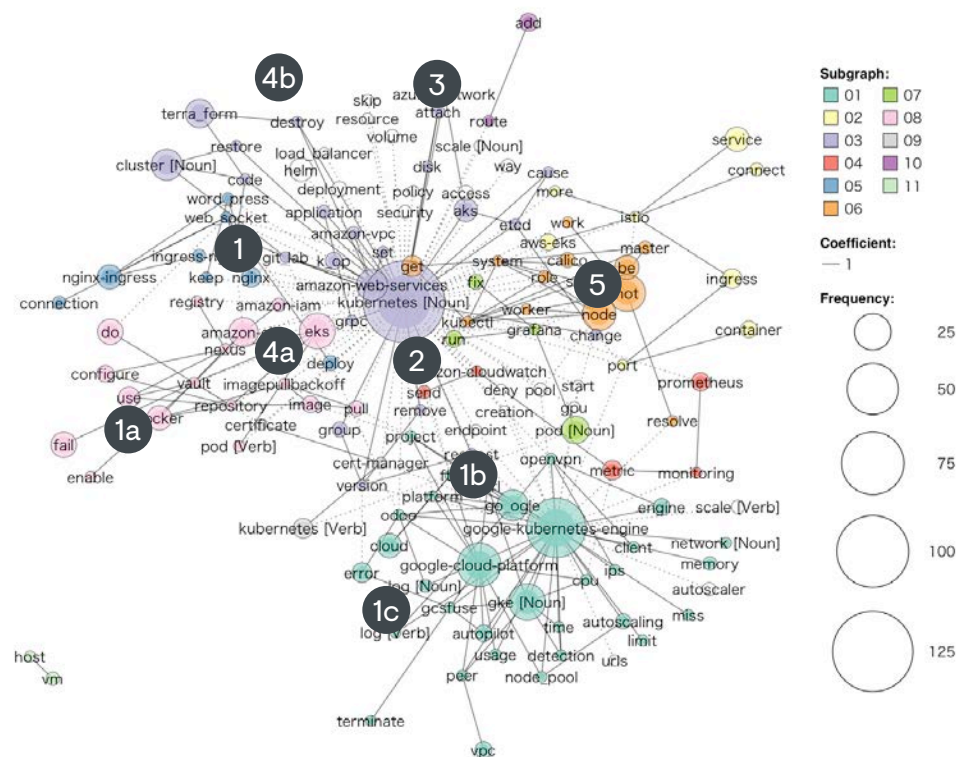 add
4b
3
skip
attach
resource
terra_form
destroy
route
volume
restore
load_balancer
scale [Noun]
service
cluster [Noun]
helm
disk
way
cause
connect
code
deployment
policy
access
more
word_press
application
security
aks
web_socket
etcd
work
istio
amazon-vpc
aws-eks
master
1
set
git_lab
k_op
get
system
calico
be
nginx-ingress
keep
nginx
amazon-web-services
fix
role
5
not
ingress
connection
registry
amazon-iam
kubernetes [Noun]
worker
node
do
eks
grpc
kubectl
grafana
change
container
nexus
4a
run
configure
deploy
2
port
vault
imagepullbackoff
send
deny
pool
start
prometheus
use
repository
image
pull
remove
creation
gpu
1a
certificate
group
endpoint
pod [Noun]
resolve
fail
pod [Verb]
project
enable
cert-manager
1b
openvpn
metric
monitoring
version
platform
go_ogle
engine
scale [Verb]
kubernetes [Verb]
odoo
google-kubernetes-engine
cloud
client
network [Noun]
google-cloud-platform
error
ips
memory
log [Noun]
cpu
autoscaler
1c
gcsfuse
gke [Noun]
miss
log [Verb]
autopilot
time
autoscaling
limit
host
usage
detection
urls
vm
peer
node_pool
terminate
vpc
Subgraph:
01 07
02 08
03 09
04 10
05 11
06
Coefficient:
1
Frequency:
25
50
75
100
125